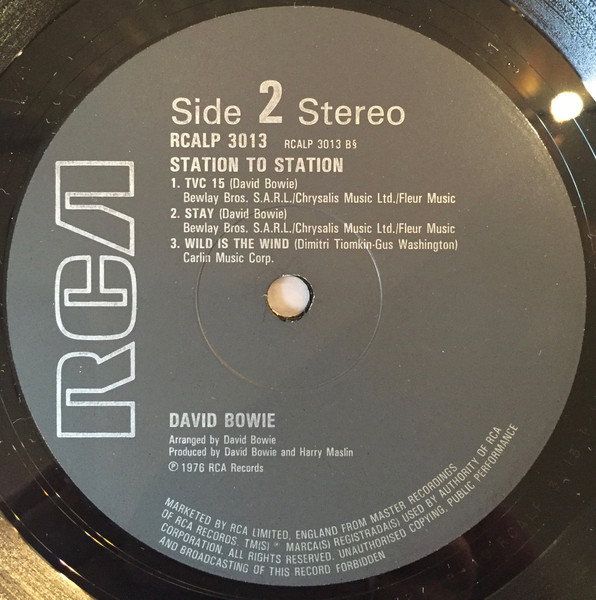 Side 2 Stereo
RCALP 3013 RCALP 3013 B§
STATION TO STATION
1. TVC 15 (David Bowie)
Bewlay Bros. S.A.R.L./Chrysalis Music Ltd./Fleur Music
2. STAY (David Bowie)
Bewlay Bros. S.A.R.L./Chrysalis Music Ltd./Fleur Music
3. WILD IS THE WIND (Dimitri Tiomkin-Gus Washington)
Carlin Music Corp.
RCA
DAVID BOWIE
Arranged by David Bowie
Produced by David Bowie and Harry Maslin
℗ 1976 RCA Records
MARKETED BY RCA LIMITED, ENGLAND FROM MASTER RECORDINGS
OF RCA RECORDS. TM(S) ® MARCA(S) REGISTRADA(S) USED BY AUTHORITY OF RCA
CORPORATION. ALL RIGHTS RESERVED. UNAUTHORISED COPYING, PUBLIC PERFORMANCE
AND BROADCASTING OF THIS RECORD FORBIDDEN